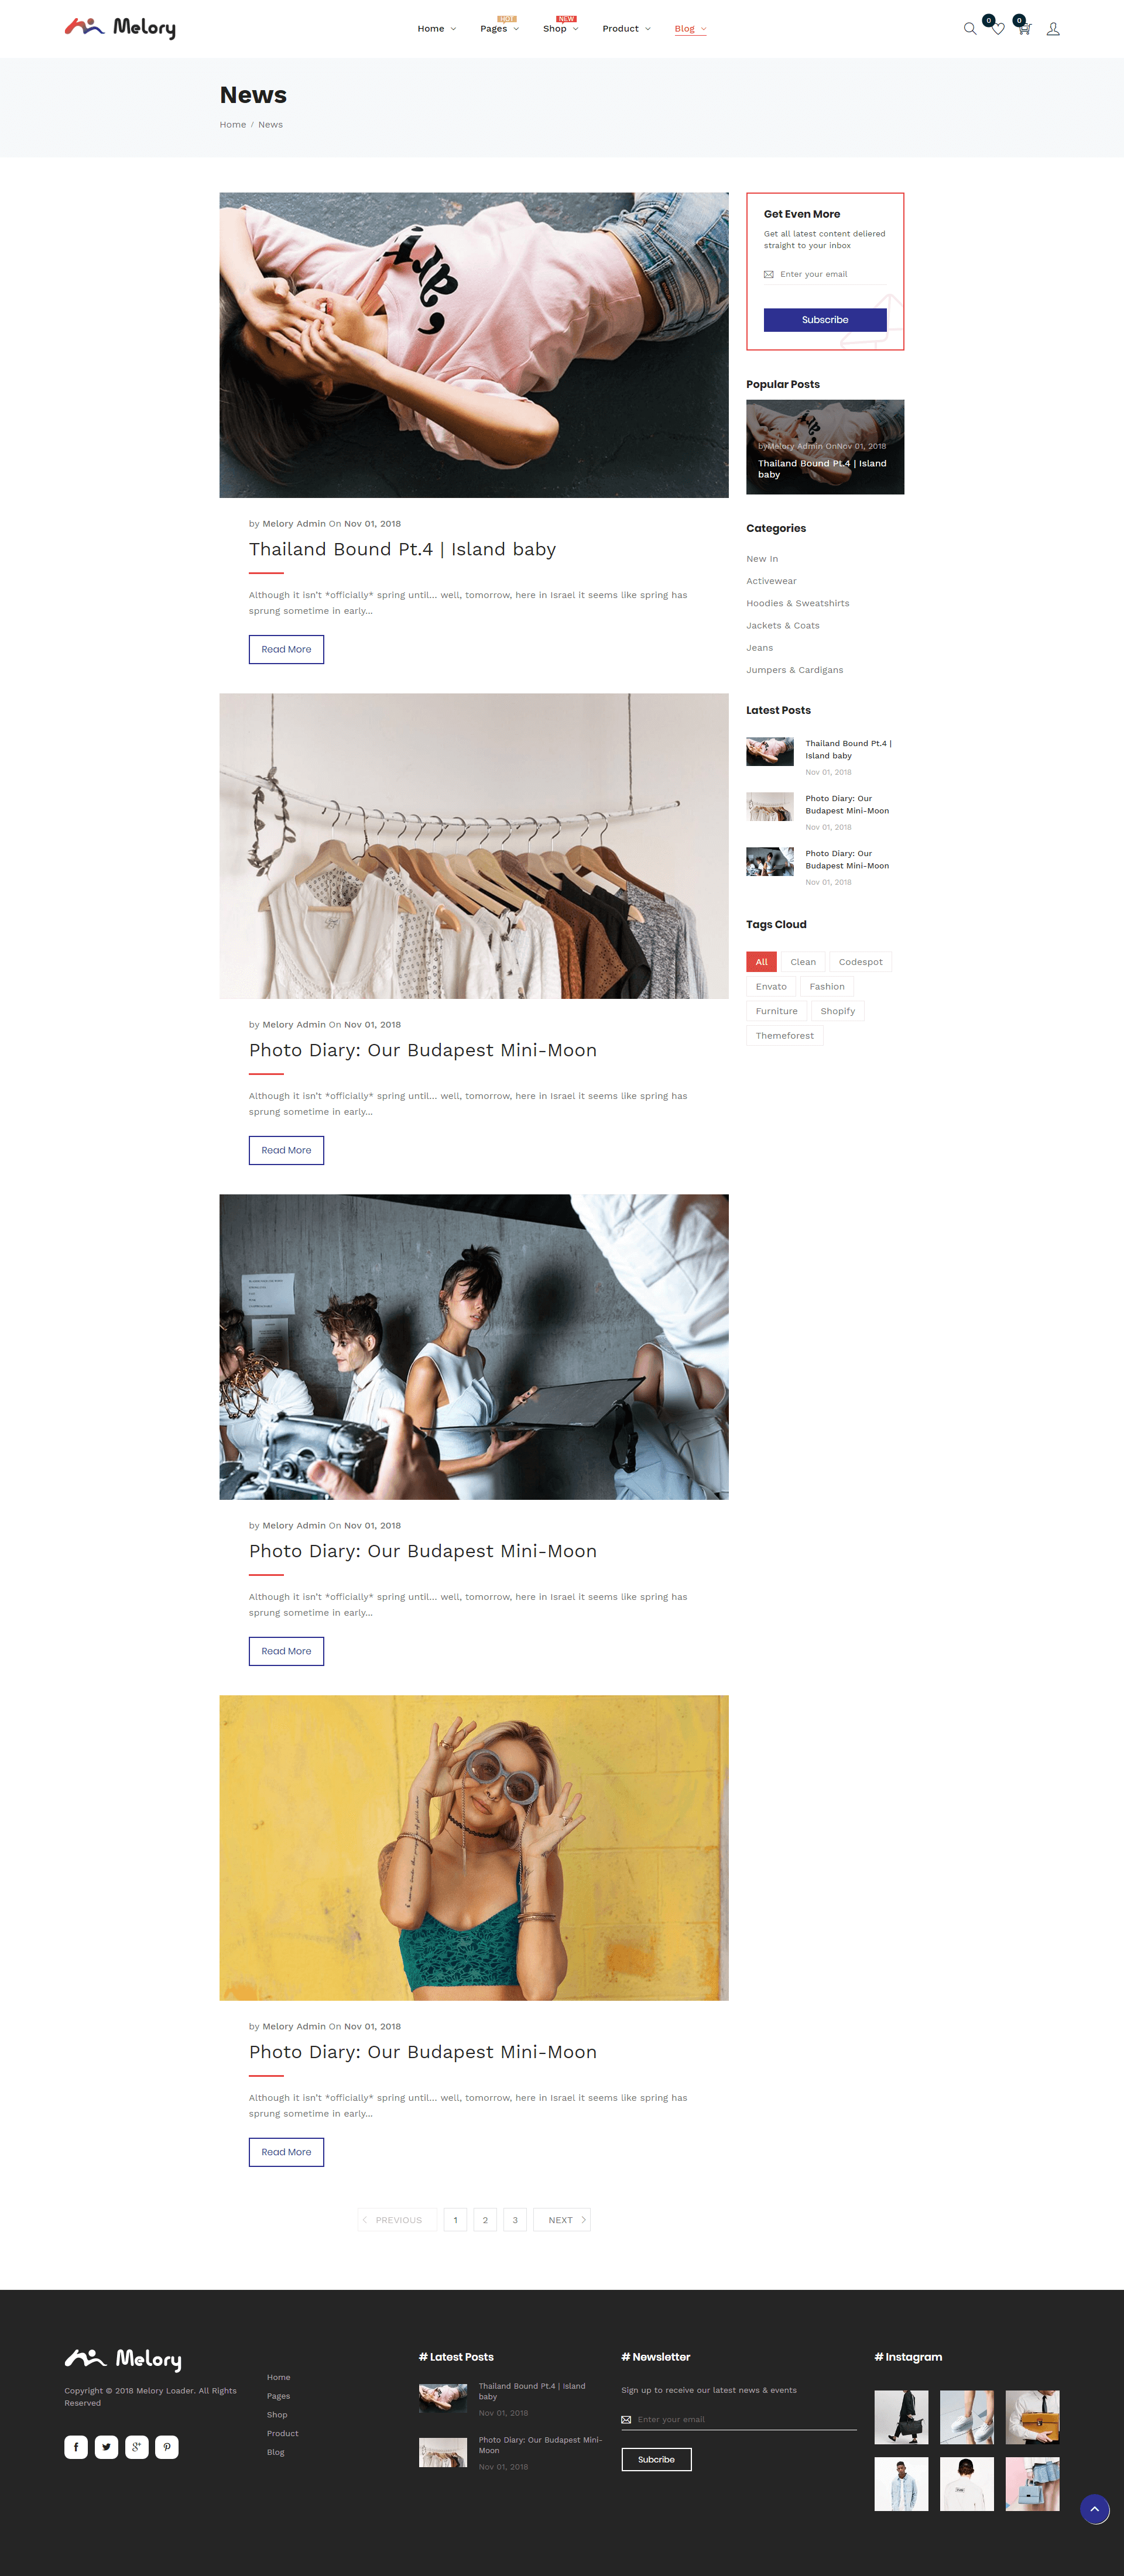 Melory
Home
HOT
Pages
NEW
Shop
Product
Blog
0
0
News
Home / News
by Melory Admin On Nov 01, 2018
Thailand Bound Pt.4 | Island baby
Although it isn't *officially* spring until… well, tomorrow, here in Israel it seems like spring has
sprung sometime in early...
Read More
by Melory Admin On Nov 01, 2018
Photo Diary: Our Budapest Mini-Moon
Although it isn't *officially* spring until… well, tomorrow, here in Israel it seems like spring has
sprung sometime in early...
Read More
by Melory Admin On Nov 01, 2018
Photo Diary: Our Budapest Mini-Moon
Although it isn't *officially* spring until… well, tomorrow, here in Israel it seems like spring has
sprung sometime in early...
Read More
by Melory Admin On Nov 01, 2018
Photo Diary: Our Budapest Mini-Moon
Although it isn't *officially* spring until… well, tomorrow, here in Israel it seems like spring has
sprung sometime in early...
Read More
PREVIOUS
1
2
3
NEXT
Get Even More
Get all latest content deliered
straight to your inbox
Enter your email
Subscribe
Popular Posts
byMelory Admin OnNov 01, 2018
Thailand Bound Pt.4 | Island
baby
Categories
New In
Activewear
Hoodies & Sweatshirts
Jackets & Coats
Jeans
Jumpers & Cardigans
Latest Posts
Thailand Bound Pt.4 |
Island baby
Nov 01, 2018
Photo Diary: Our
Budapest Mini-Moon
Nov 01, 2018
Photo Diary: Our
Budapest Mini-Moon
Nov 01, 2018
Tags Cloud
All
Clean
Codespot
Envato
Fashion
Furniture
Shopify
Themeforest
Melory
Copyright © 2018 Melory Loader. All Rights
Reserved
Home
Pages
Shop
Product
Blog
# Latest Posts
Thailand Bound Pt.4 | Island
baby
Nov 01, 2018
Photo Diary: Our Budapest Mini-
Moon
Nov 01, 2018
# Newsletter
Sign up to receive our latest news & events
Enter your email
Subcribe
# Instagram